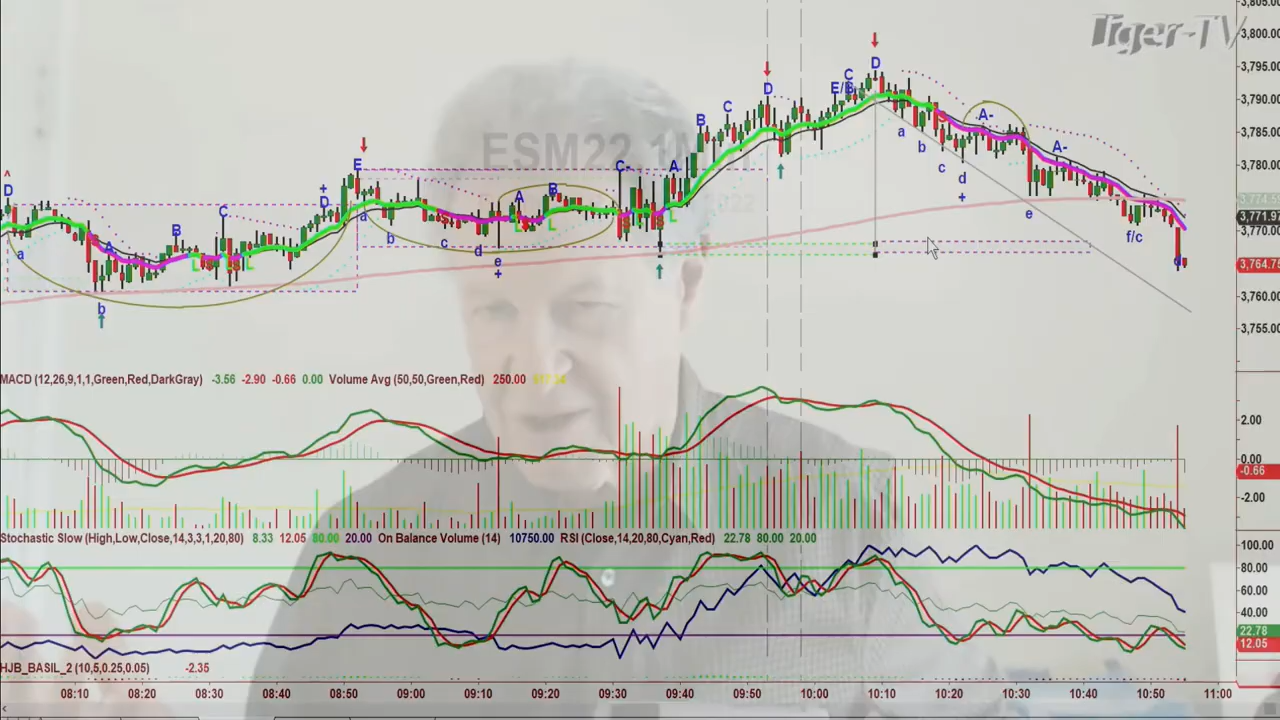 Tiger-TV
3,805.00
3,800.00
3,795.00
3,790.00
3,785.00
3,780.00
3,770.00
3,764.75
3,760.00
3,755.00
ESM22,1
D a b A B C D + E
a b c d e + A B C- A
B C D E/B C D
a b c d + A- e A- f/c d
L S L S L
MACD (12,26,9,1,1,Green,Red,DarkGray) -3.56 -2.90 -0.66 0.00 Volume Avg (50,50,Green,Red) 250.00
2.00
0.00
-0.66
-2.00
Stochastic Slow (High,Low,Close,14,3,3,1,20,80) 8.33 12.05 80.00 20.00 On Balance Volume (14) 10750.00 RSI (Close,14,20,80,Cyan,Red) 22.78 80.00 20.00
100.00
80.00
60.00
40.00
22.78
12.05
HJB_BASIL_2 (10,5,0.25,0.05) -2.35
08:10 08:20 08:30 08:40 08:50 09:00 09:10 09:20 09:30 09:40 09:50 10:00 10:10 10:20 10:30 10:40 10:50 11:00